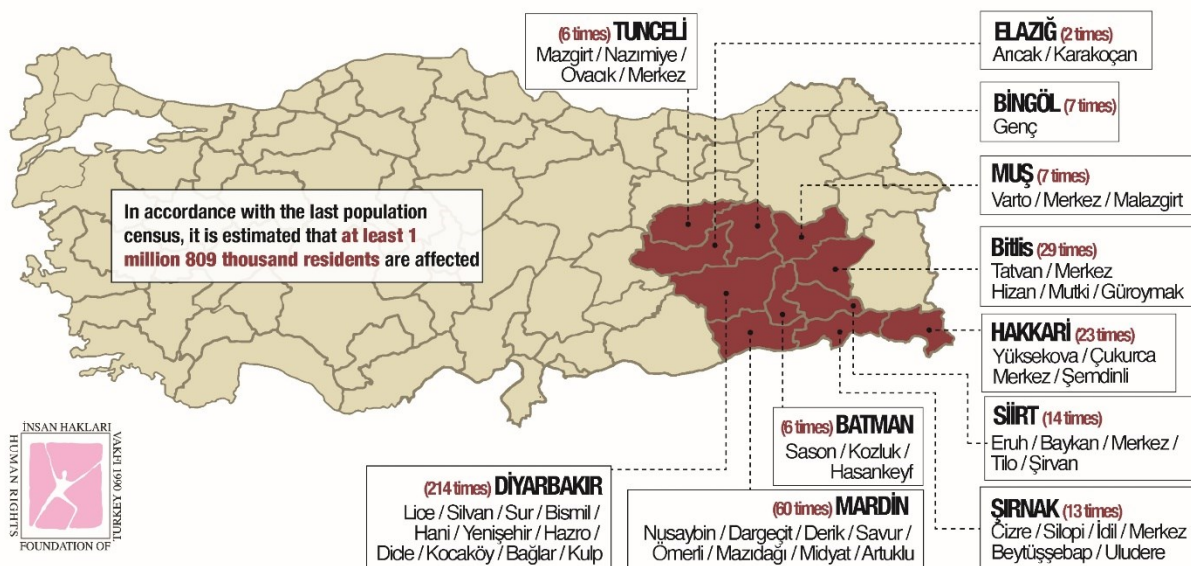 (6 times) TUNCELİ
Mazgirt / Nazımiye /
Ovacık / Merkez
ELAZIĞ (2 times)
Arıcak / Karakoçan
BİNGÖL (7 times)
Genç
MUŞ (7 times)
Varto / Merkez / Malazgirt
In accordance with the last population
census, it is estimated that at least 1
million 809 thousand residents are affected
Bitlis (29 times)
Tatvan / Merkez
Hizan / Mutki / Güroymak
HAKKARİ (23 times)
Yüksekova / Çukurca
Merkez / Şemdinli
SİİRT (14 times)
Eruh / Baykan / Merkez /
Tilo / Şirvan
(6 times) BATMAN
Sason / Kozluk /
Hasankeyf
(214 times) DİYARBAKIR
Lice / Silvan / Sur / Bismil /
Hani / Yenişehir / Hazro /
Dicle / Kocaköy / Bağlar / Kulp
(60 times) MARDİN
Nusaybin / Dargeçit / Derik / Savur /
Ömerli / Mazıdağı / Midyat / Artuklu
ŞIRNAK (13 times)
Cizre / Silopi / İdil / Merkez
Beytüşşebap / Uludere
İNSAN HAKLARI
VAKFI 1990 TURKEY
FOUNDATION OF
HUMAN RIGHTS